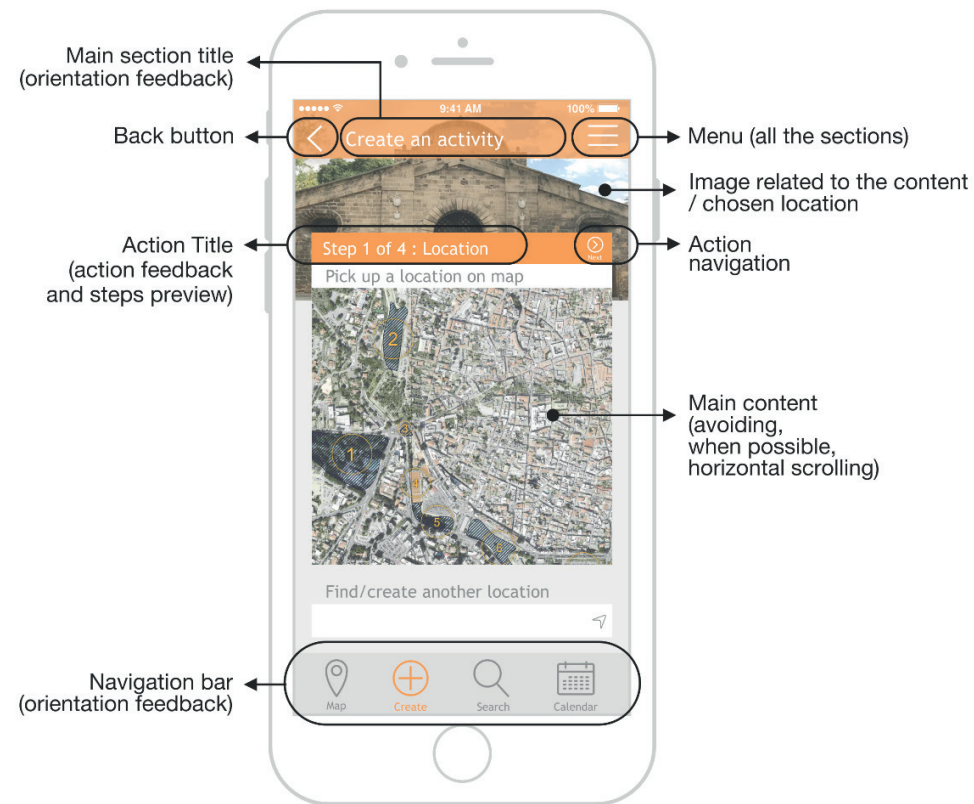 Main section title
(orientation feedback)
9:41 AM
100%
Back button
Create an activity
Menu (all the sections)
Image related to the content
/ chosen location
Action Title
(action feedback
and steps preview)
Step 1 of 4 : Location
Next
Action
navigation
Pick up a location on map
2
1
5
6
Main content
(avoiding,
when possible,
horizontal scrolling)
Find/create another location
Navigation bar
(orientation feedback)
Map
Create
Search
Calendar